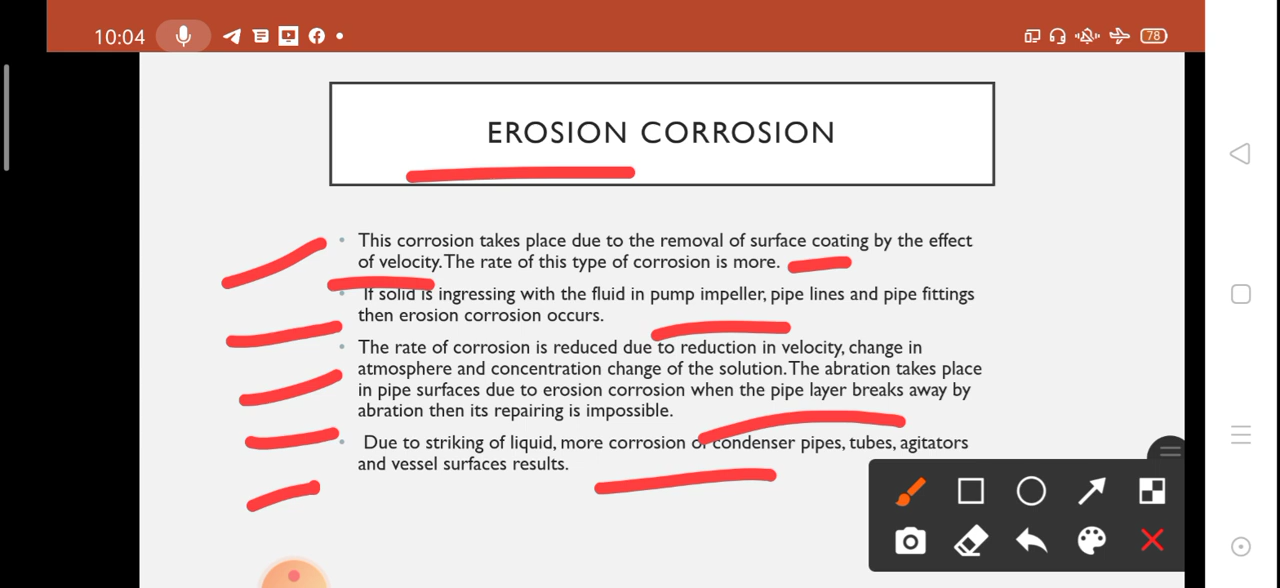 10:04
78
EROSION CORROSION
• This corrosion takes place due to the removal of surface coating by the effect
of velocity. The rate of this type of corrosion is more.
• If solid is ingressing with the fluid in pump impeller, pipe lines and pipe fittings
then erosion corrosion occurs.
• The rate of corrosion is reduced due to reduction in velocity, change in
atmosphere and concentration change of the solution. The abration takes place
in pipe surfaces due to erosion corrosion when the pipe layer breaks away by
abration then its repairing is impossible.
• Due to striking of liquid, more corrosion of condenser pipes, tubes, agitators
and vessel surfaces results.